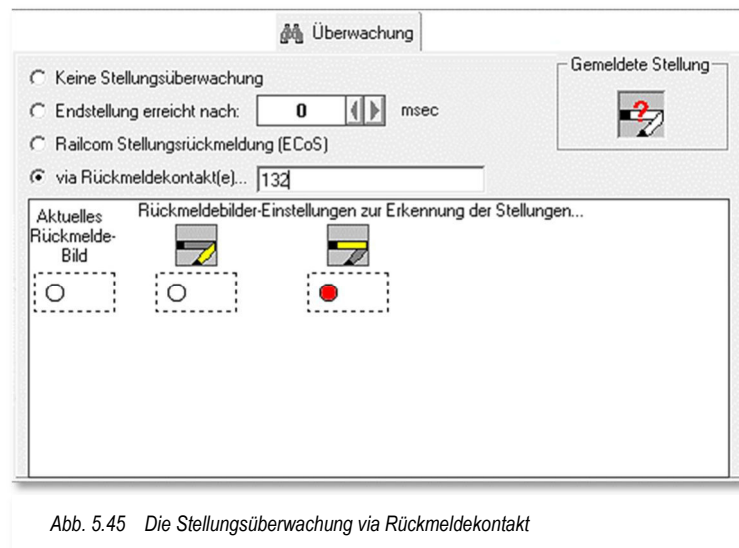 Überwachung
Gemeldete Stellung
Keine Stellungsüberwachung
Endstellung erreicht nach: 0 msec
?
Railcom Stellungsrückmeldung (ECoS)
via Rückmeldekontakt(e)... 132
Aktuelles
Rückmelde-
Bild
Rückmeldebilder-Einstellungen zur Erkennung der Stellungen...
Abb. 5.45 Die Stellungsüberwachung via Rückmeldekontakt